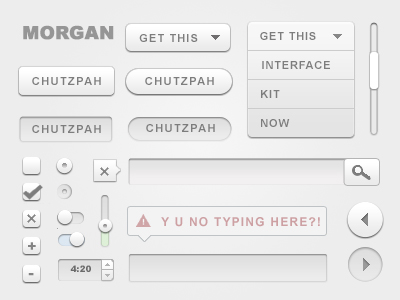 MORGAN
GET THIS
GET THIS
INTERFACE
KIT
NOW
CHUTZPAH
CHUTZPAH
CHUTZPAH
CHUTZPAH
Y U NO TYPING HERE?!
4:20